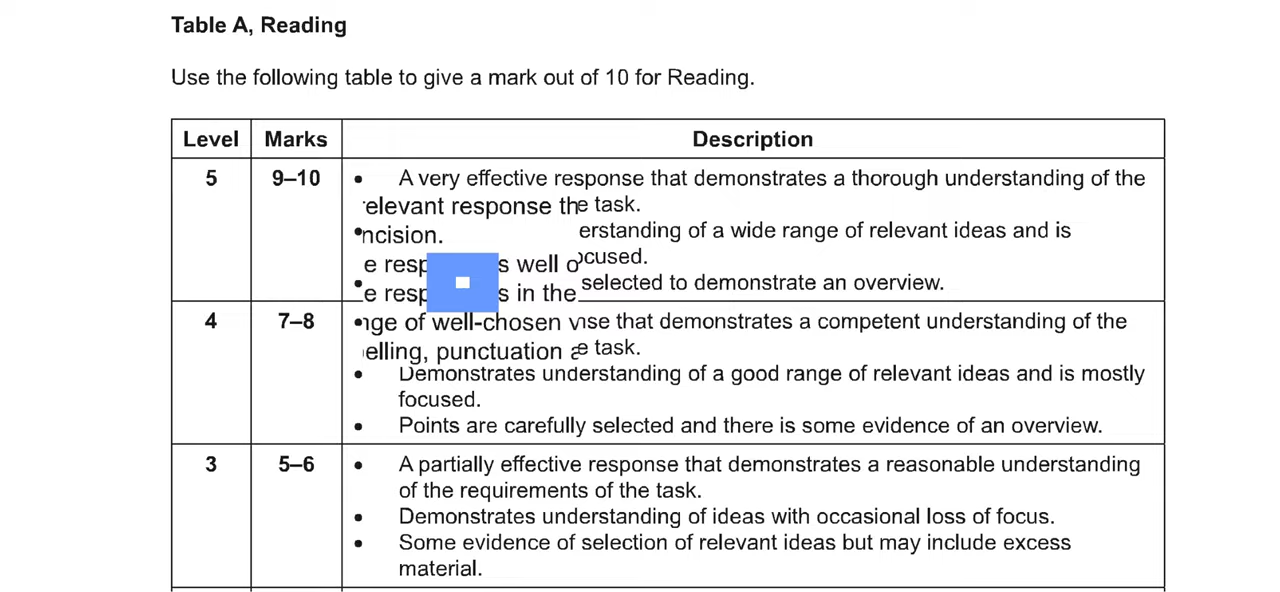 Table A, Reading
Use the following table to give a mark out of 10 for Reading.
Level Marks Description
5 9–10 • A very effective response that demonstrates a thorough understanding of the
relevant response the task.
• ncision. erstanding of a wide range of relevant ideas and is
e resp s well o ocused.
• e resp s in the selected to demonstrate an overview.
4 7–8 • nge of well-chosen v nse that demonstrates a competent understanding of the
elling, punctuation a e task.
• Demonstrates understanding of a good range of relevant ideas and is mostly
focused.
• Points are carefully selected and there is some evidence of an overview.
3 5–6 • A partially effective response that demonstrates a reasonable understanding
of the requirements of the task.
• Demonstrates understanding of ideas with occasional loss of focus.
• Some evidence of selection of relevant ideas but may include excess
material.